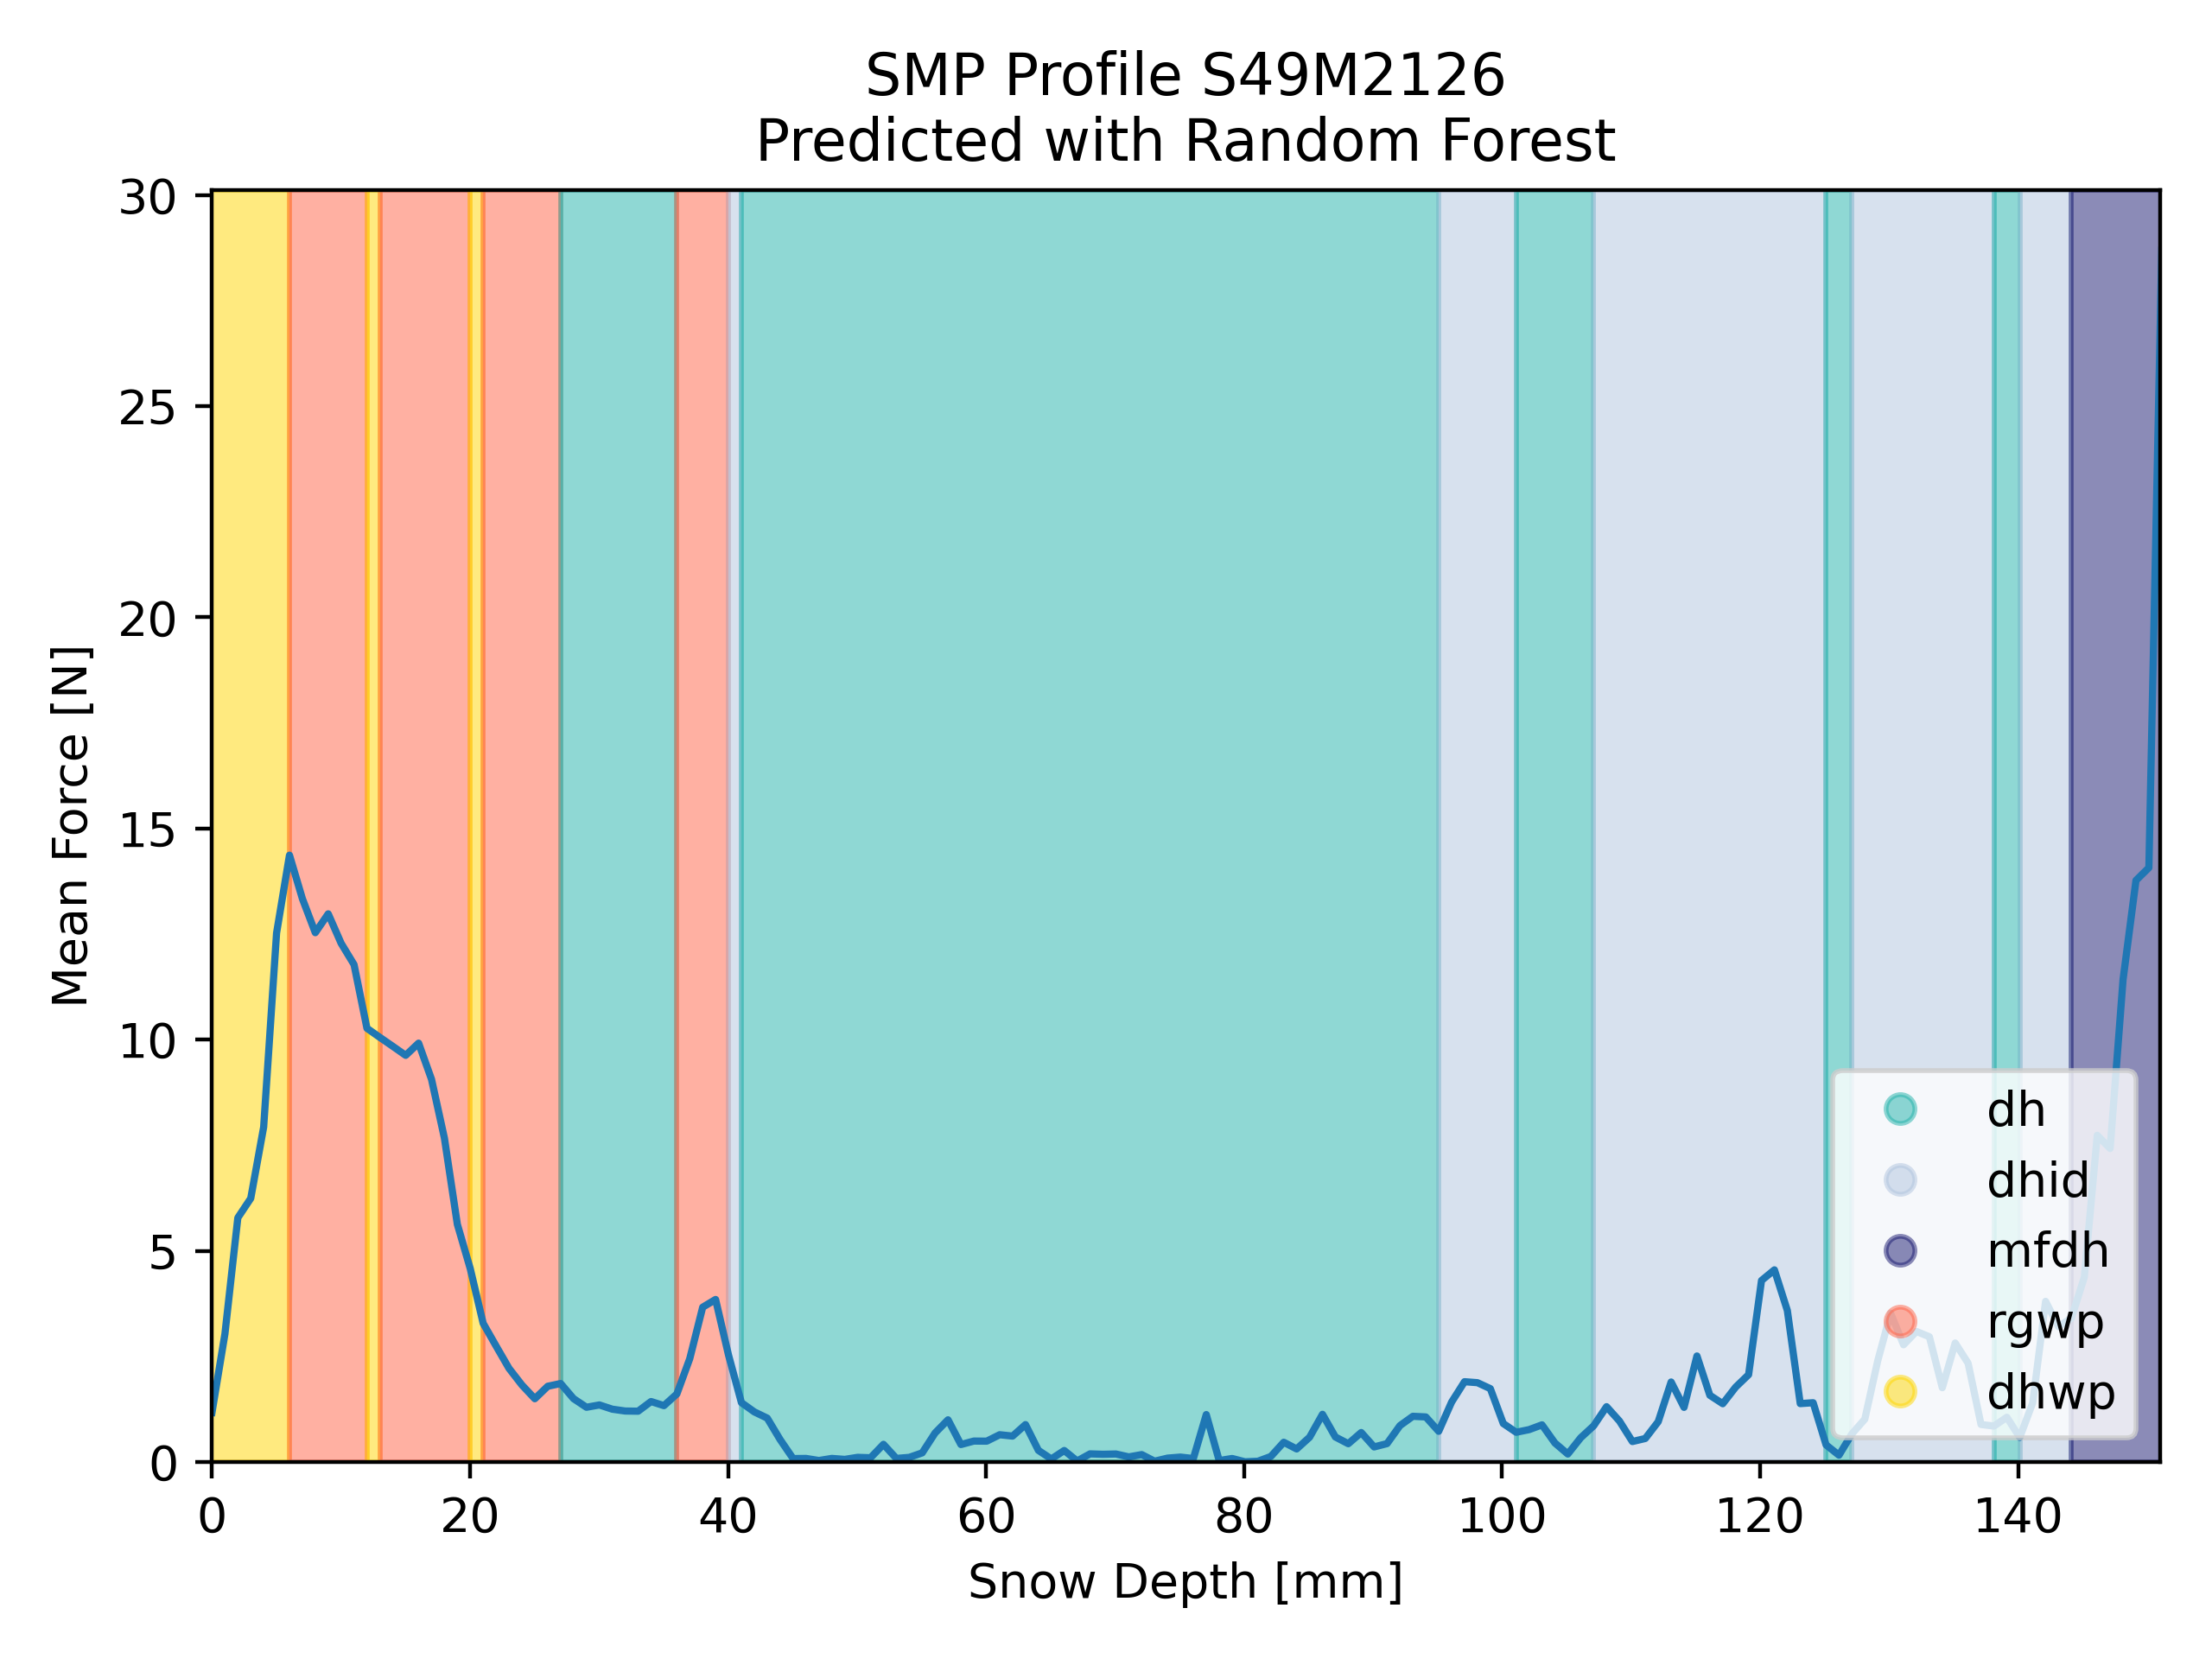 SMP Profile S49M2126
Predicted with Random Forest
30
25
20
15
10
5
0
Mean Force [N]
0 20 40 60 80 100 120 140
Snow Depth [mm]
dh
dhid
mfdh
rgwp
dhwp